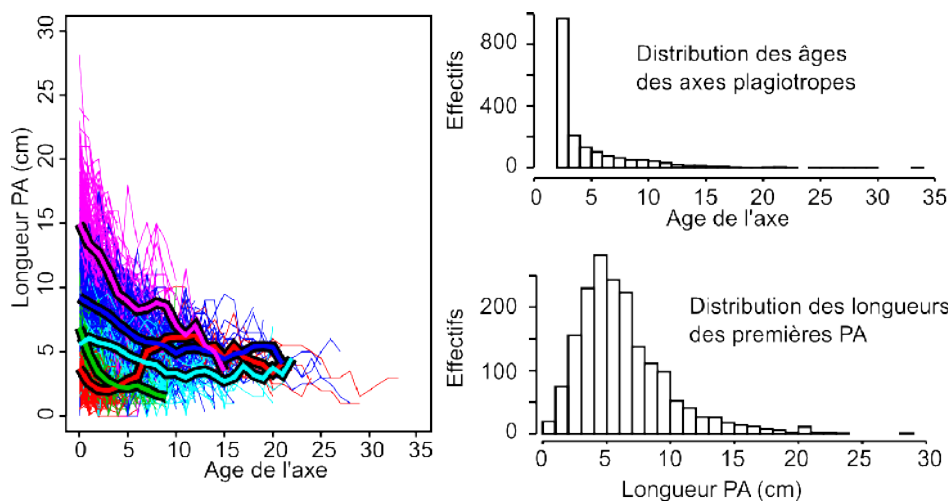 Longueur PA (cm)
30
25
20
15
10
5
0
0 5 10 15 20 25 30 35
Age de l'axe
Effectifs
800
400
0
Distribution des âges
des axes plagiotropes
0 5 10 15 20 25 30 35
Age de l'axe
Effectifs
200
100
0
Distribution des longueurs
des premières PA
0 5 10 15 20 25 30
Longueur PA (cm)